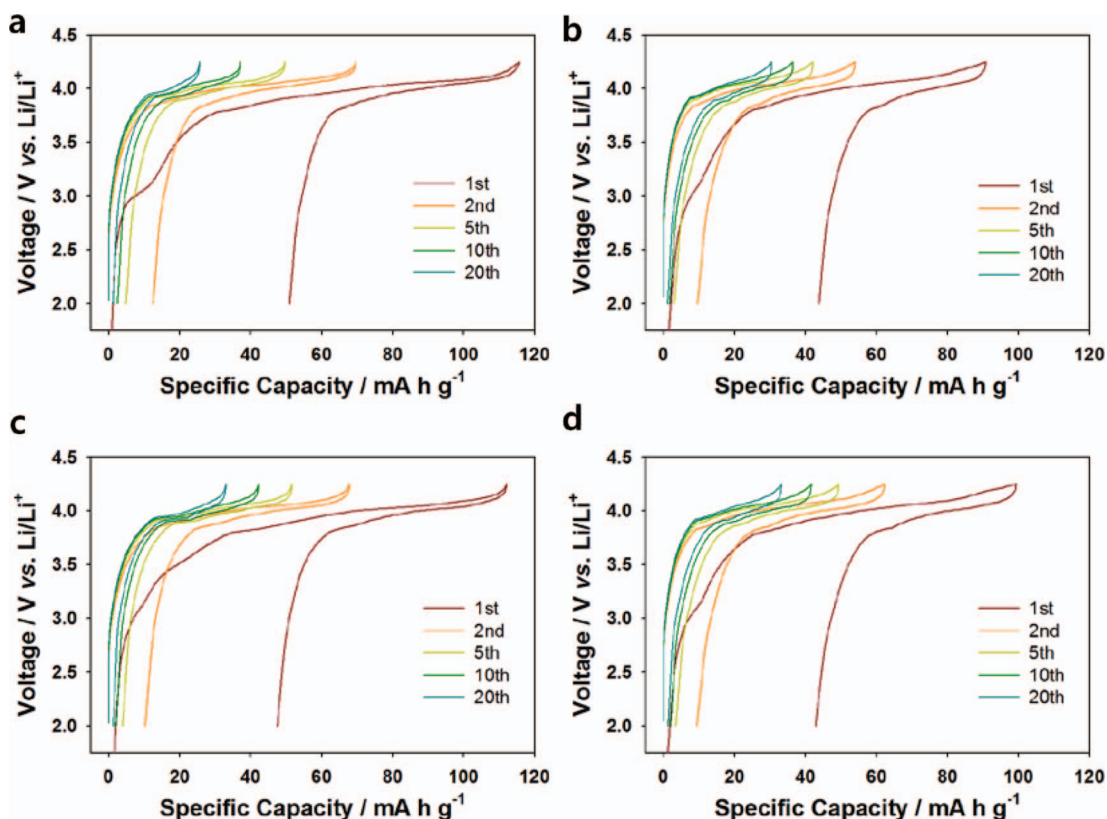 a
4.5
4.0
3.5
3.0
2.5
2.0
Voltage / V vs. Li/Li⁺
1st
2nd
5th
10th
20th
0 20 40 60 80 100 120
Specific Capacity / mA h g⁻¹
b
4.5
4.0
3.5
3.0
2.5
2.0
Voltage / V vs. Li/Li⁺
1st
2nd
5th
10th
20th
0 20 40 60 80 100 120
Specific Capacity / mA h g⁻¹
c
4.5
4.0
3.5
3.0
2.5
2.0
Voltage / V vs. Li/Li⁺
1st
2nd
5th
10th
20th
0 20 40 60 80 100 120
Specific Capacity / mA h g⁻¹
d
4.5
4.0
3.5
3.0
2.5
2.0
Voltage / V vs. Li/Li⁺
1st
2nd
5th
10th
20th
0 20 40 60 80 100 120
Specific Capacity / mA h g⁻¹